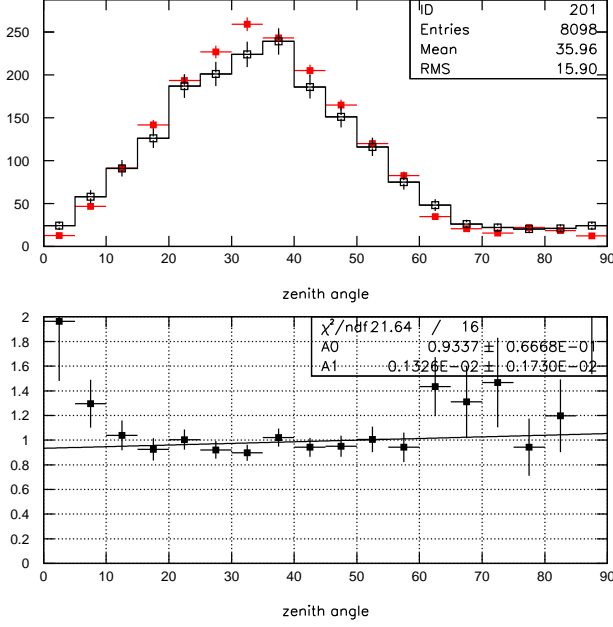 250
200
150
100
50
0
ID 201
Entries 8098
Mean 35.96
RMS 15.90
0 10 20 30 40 50 60 70 80 90
zenith angle
2
1.8
1.6
1.4
1.2
1
0.8
0.6
0.4
0.2
0
χ²/ndf 21.64 / 16
A0 0.9337 ± 0.6668E-01
A1 0.1326E-02 ± 0.1730E-02
0 10 20 30 40 50 60 70 80 90
zenith angle